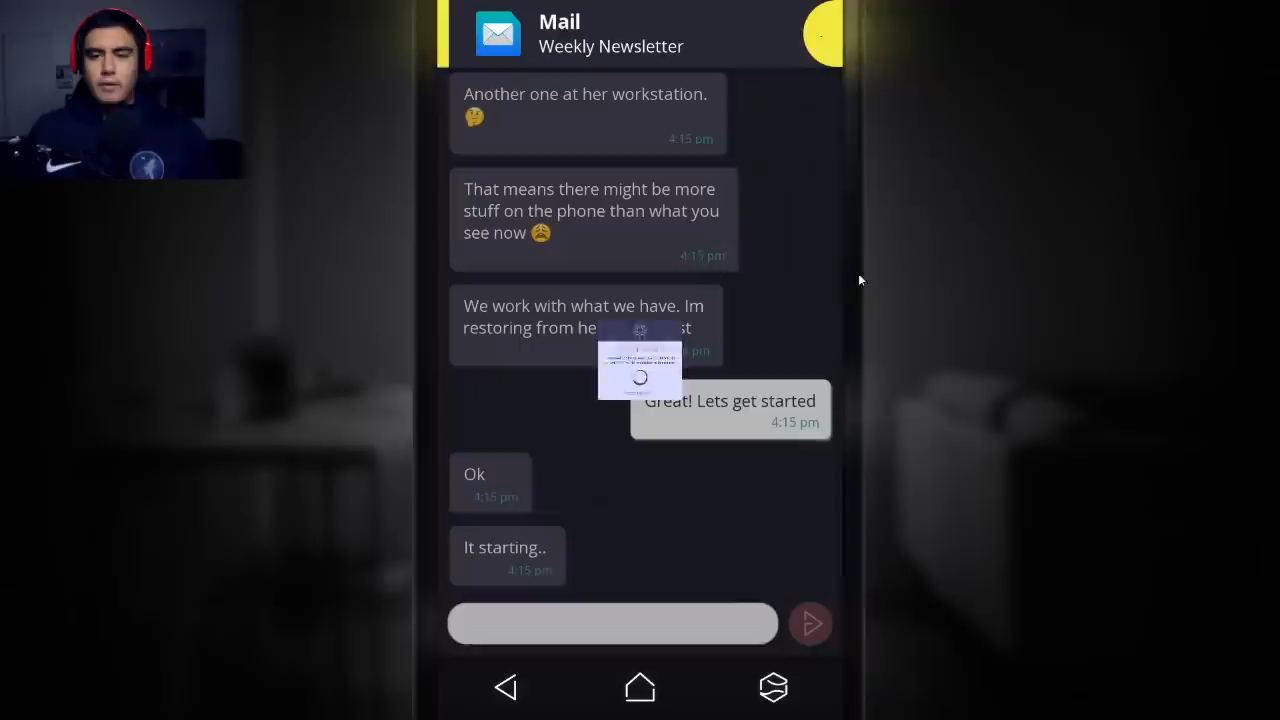 Mail
Weekly Newsletter
Another one at her workstation.
🤔
4:15 pm
That means there might be more
stuff on the phone than what you
see now 😩
4:15 pm
We work with what we have. Im
restoring from he
st
pm
Great! Lets get started
4:15 pm
Ok
4:15 pm
It starting..
4:15 pm